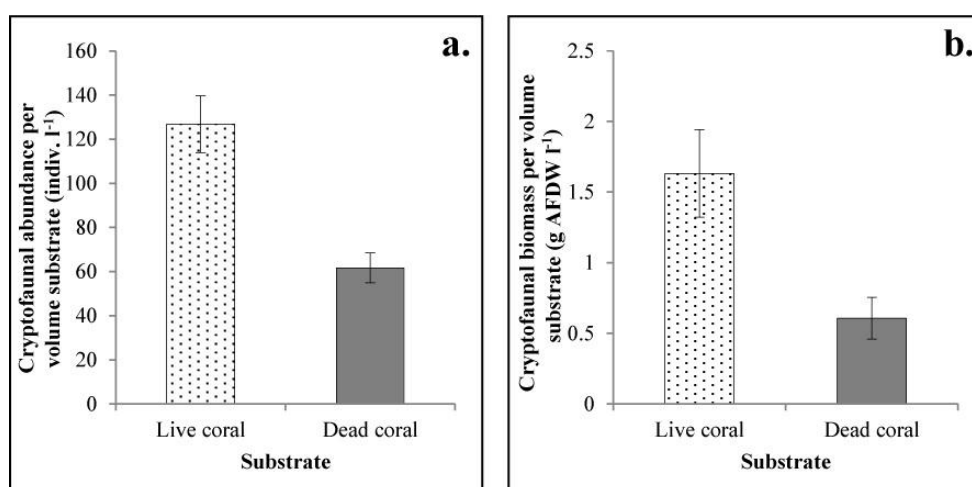 a.
Cryptofaunal abundance per
volume substrate (indiv. l⁻¹)
160
140
120
100
80
60
40
20
0
Live coral
Dead coral
Substrate
b.
Cryptofaunal biomass per volume
substrate (g AFDW l⁻¹)
2.5
2
1.5
1
0.5
0
Live coral
Dead coral
Substrate